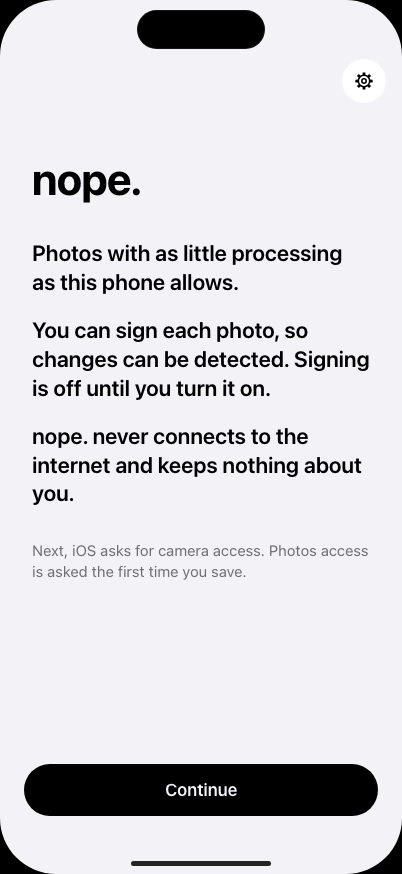 nope.
Photos with as little processing
as this phone allows.
You can sign each photo, so
changes can be detected. Signing
is off until you turn it on.
nope. never connects to the
internet and keeps nothing about
you.
Next, iOS asks for camera access. Photos access
is asked the first time you save.
Continue